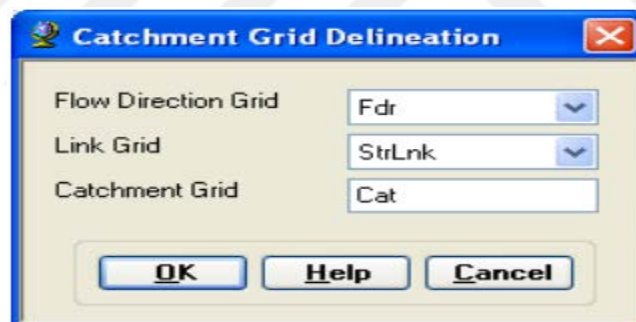 Catchment Grid Delineation
Flow Direction Grid Fdr
Link Grid StrLnk
Catchment Grid Cat
OK Help Cancel